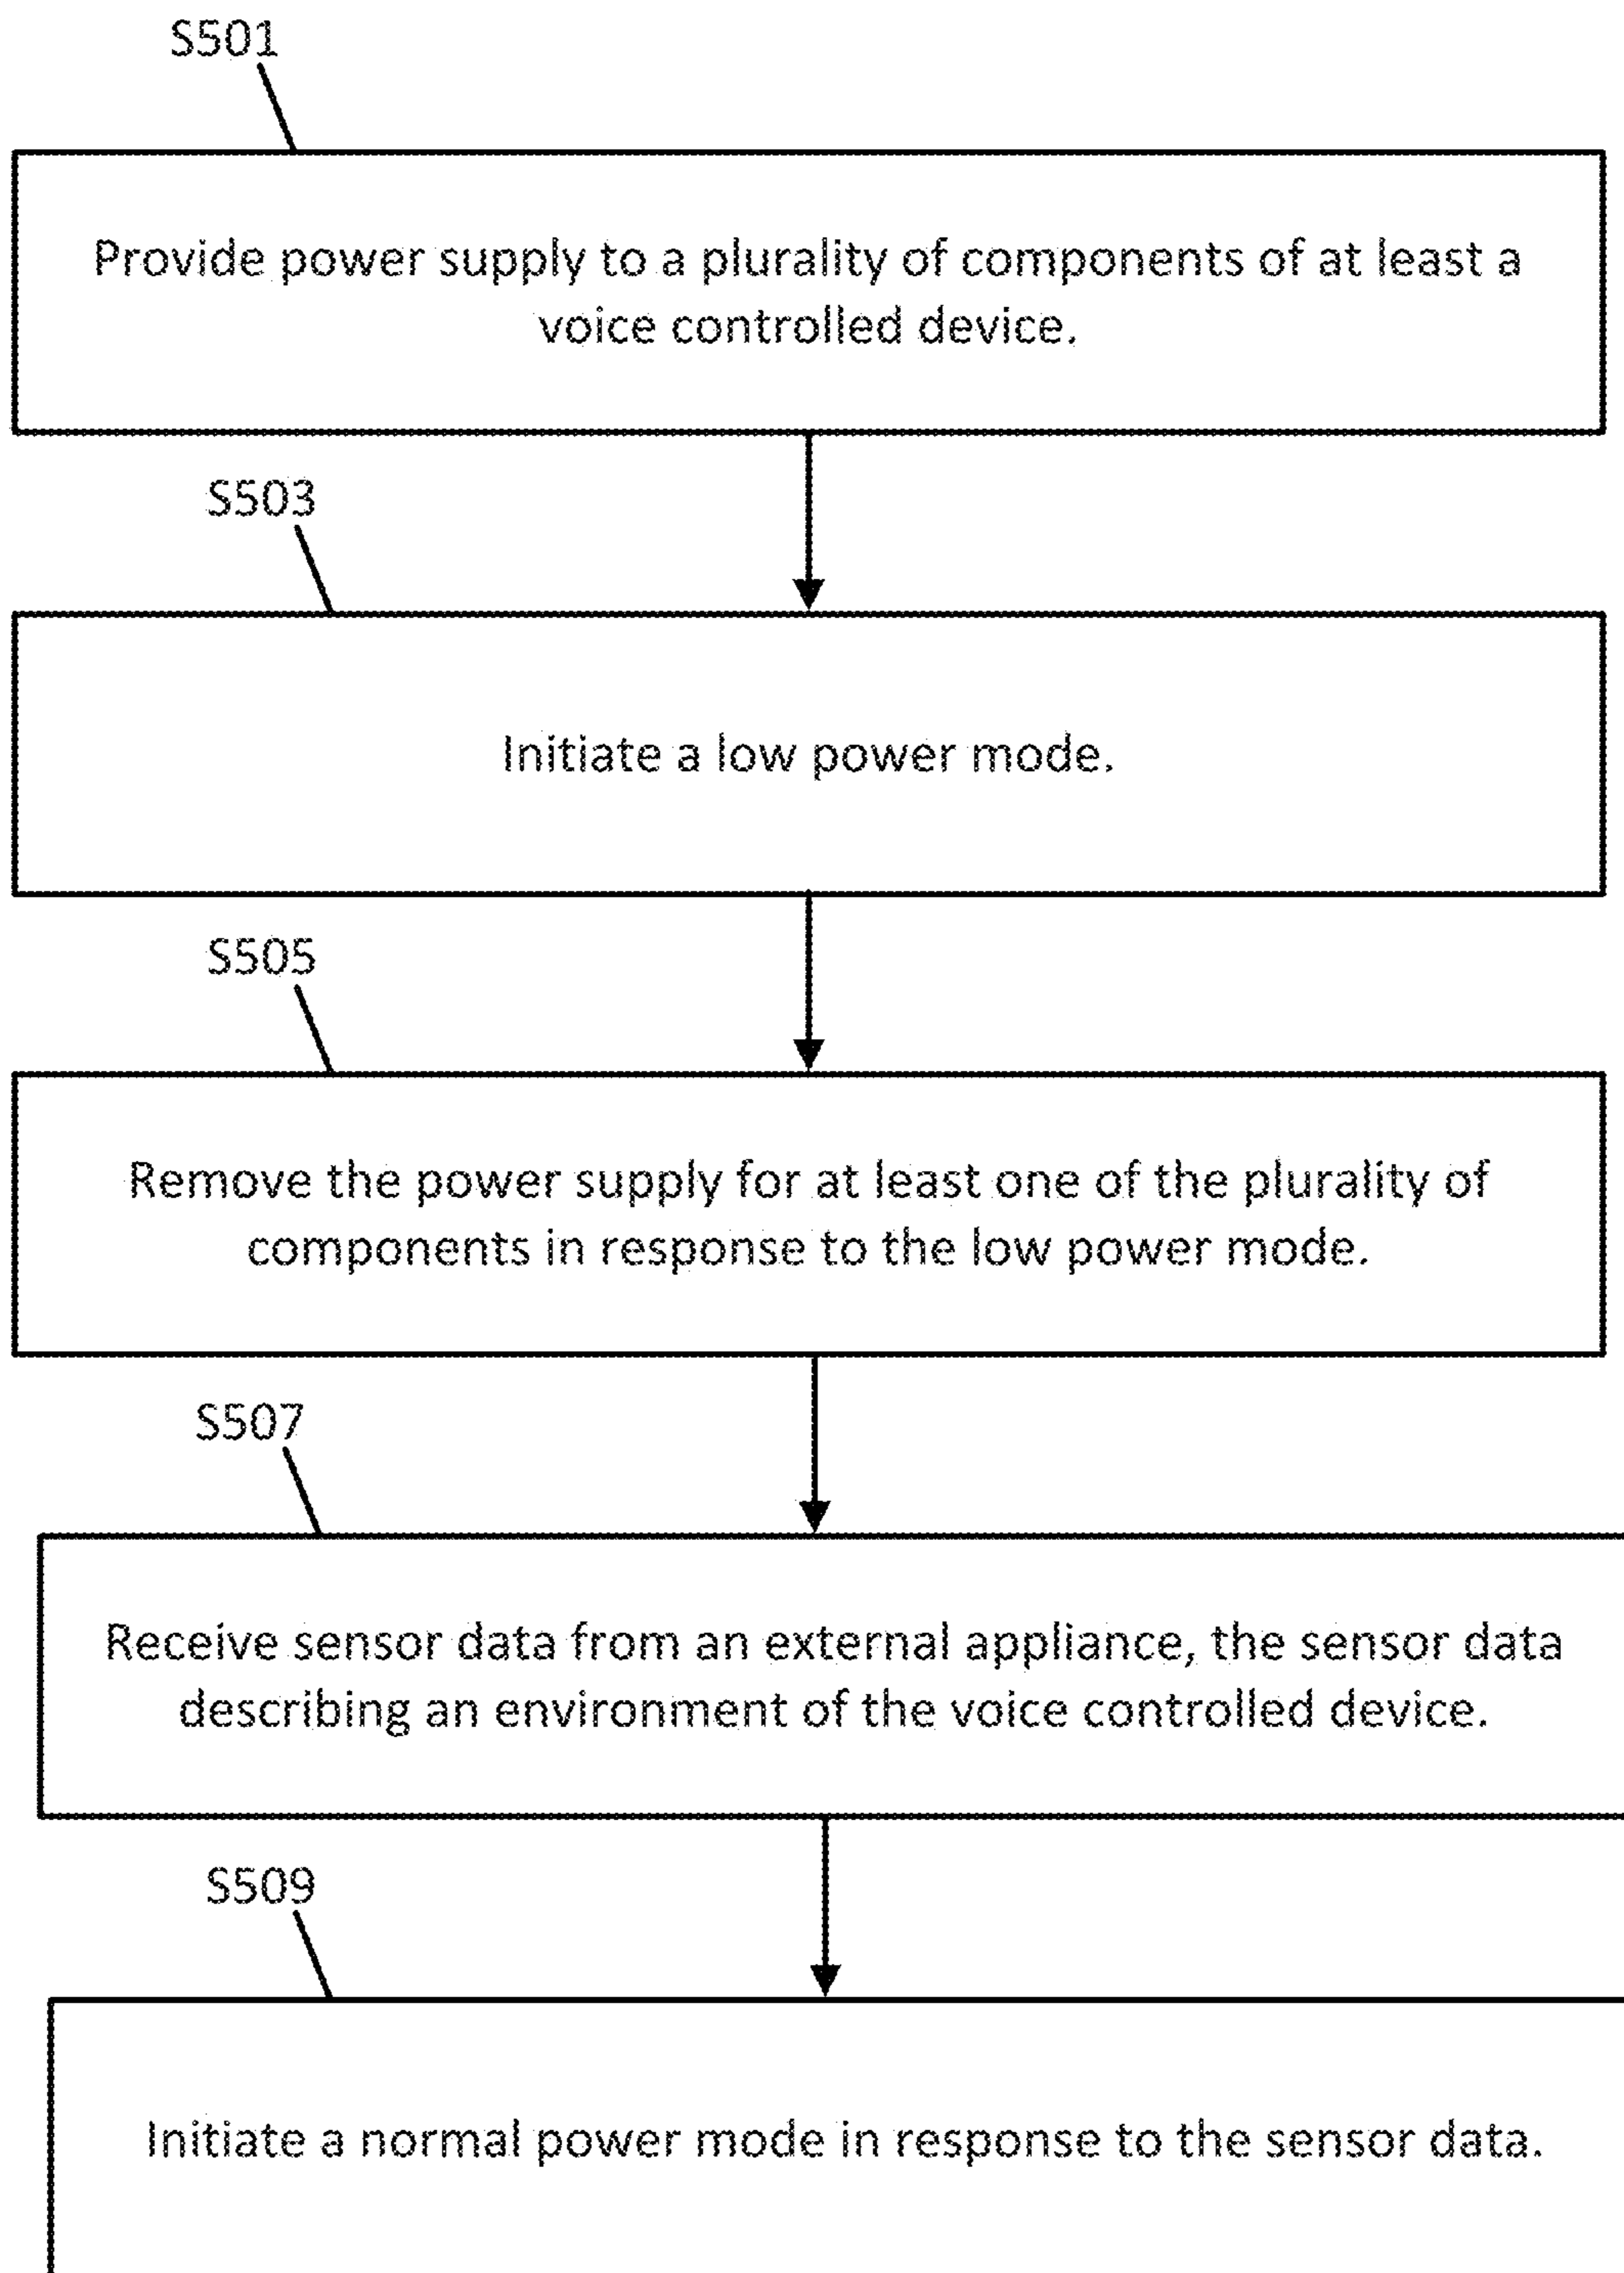 S501
Provide power supply to a plurality of components of at least a
voice controlled device.
S503
Initiate a low power mode.
S505
Remove the power supply for at least one of the plurality of
components in response to the low power mode.
S507
Receive sensor data from an external appliance, the sensor data
describing an environment of the voice controlled device.
S509
Initiate a normal power mode in response to the sensor data.